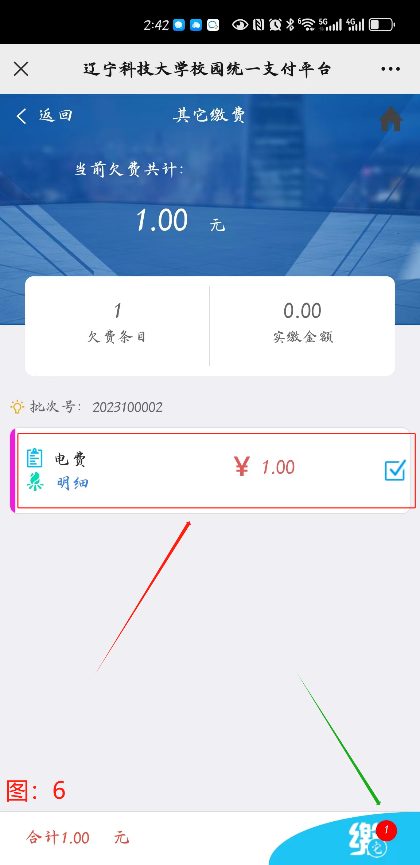 2:42
5G 4G
辽宁科技大学校园统一支付平台
返回 其它缴费
当前欠费共计：
1.00 元
1 0.00
欠费条目 实缴金额
批次号： 2023100002
电费 ¥ 1.00
明细
图：6
合计1.00 元 缴 它 1